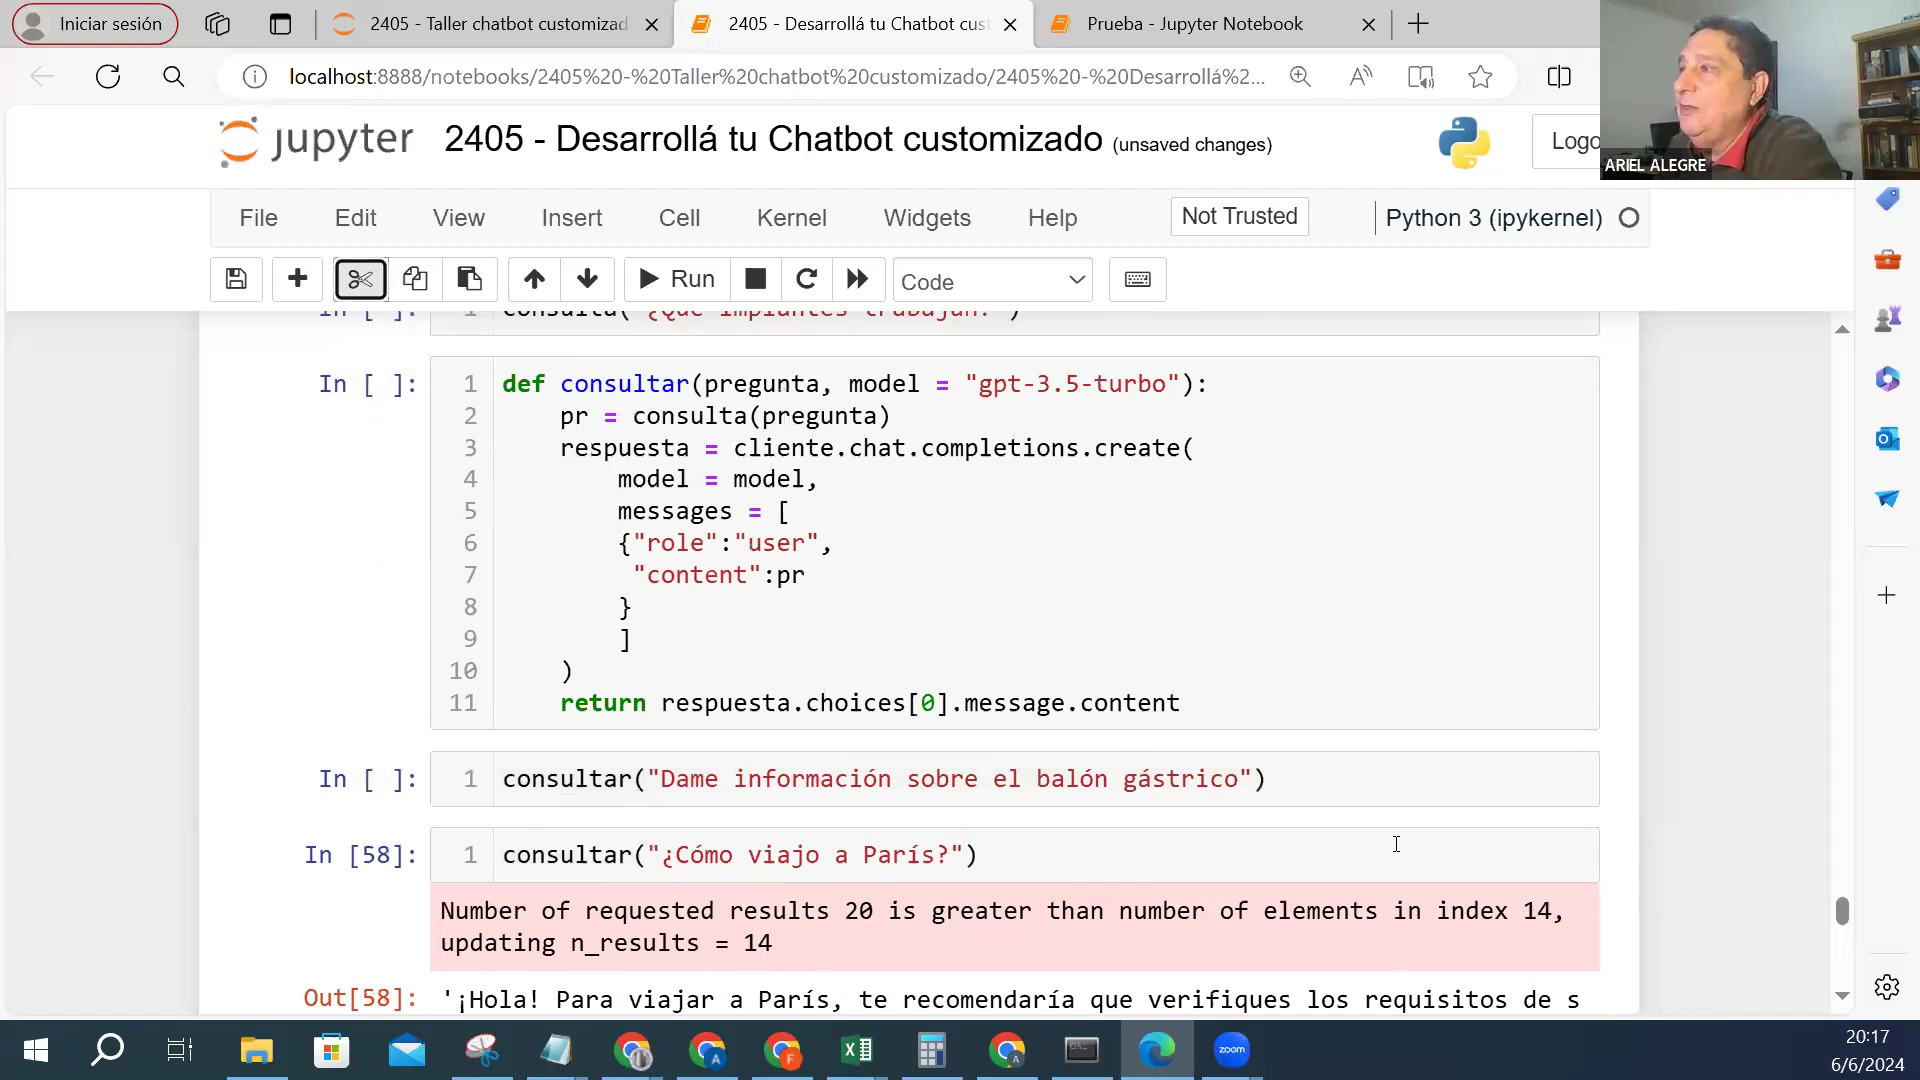 Iniciar sesión
2405 - Taller chatbot customizad
2405 - Desarrollá tu Chatbot cus
Prueba - Jupyter Notebook
localhost:8888/notebooks/2405%20-%20Taller%20chatbot%20customizado/2405%20-%20Desarrollá%2...
jupyter
2405 - Desarrollá tu Chatbot customizado (unsaved changes)
Logo
ARIEL ALEGRE
File Edit View Insert Cell Kernel Widgets Help
Not Trusted
Python 3 (ipykernel)
Run
Code
In [ ]: 1 consulta("¿Qué implantes trabajan?")
In [ ]:
1 def consultar(pregunta, model = "gpt-3.5-turbo"):
2 pr = consulta(pregunta)
3 respuesta = cliente.chat.completions.create(
4 model = model,
5 messages = [
6 {"role":"user",
7 "content":pr
8 }
9 ]
10 )
11 return respuesta.choices[0].message.content
In [ ]: 1 consultar("Dame información sobre el balón gástrico")
In [58]: 1 consultar("¿Cómo viajo a París?")
Number of requested results 20 is greater than number of elements in index 14,
updating n_results = 14
Out[58]: '¡Hola! Para viajar a París, te recomendaría que verifiques los requisitos de s
zoom
20:17
6/6/2024